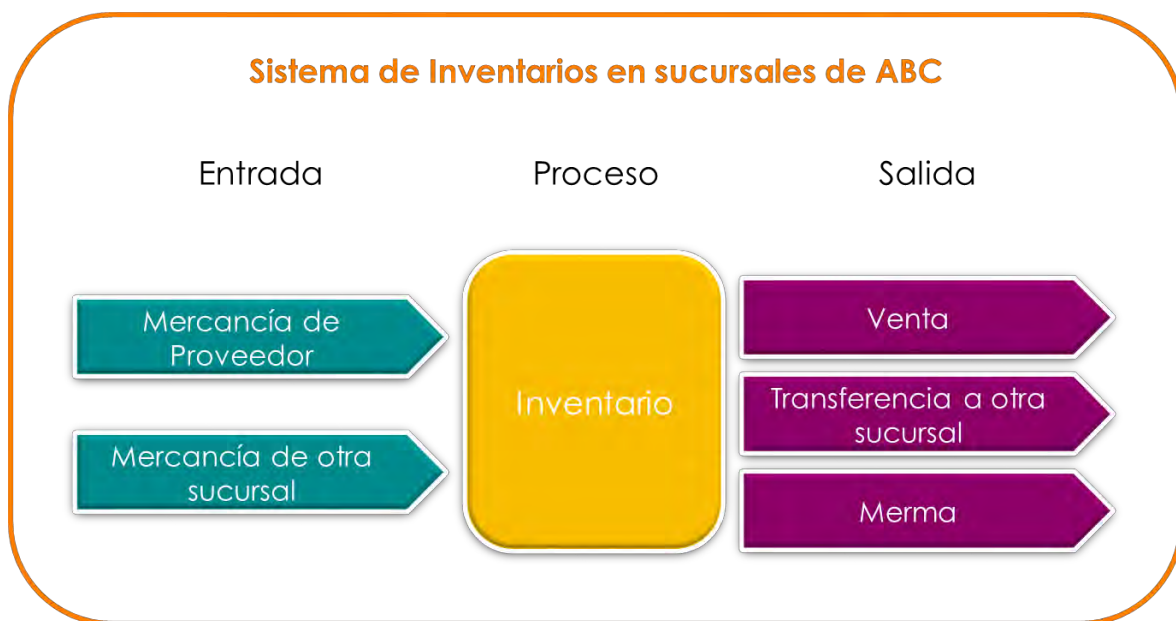 Sistema de Inventarios en sucursales de ABC
Entrada
Proceso
Salida
Mercancía de
Proveedor
Mercancía de otra
sucursal
Inventario
Venta
Transferencia a otra
sucursal
Merma